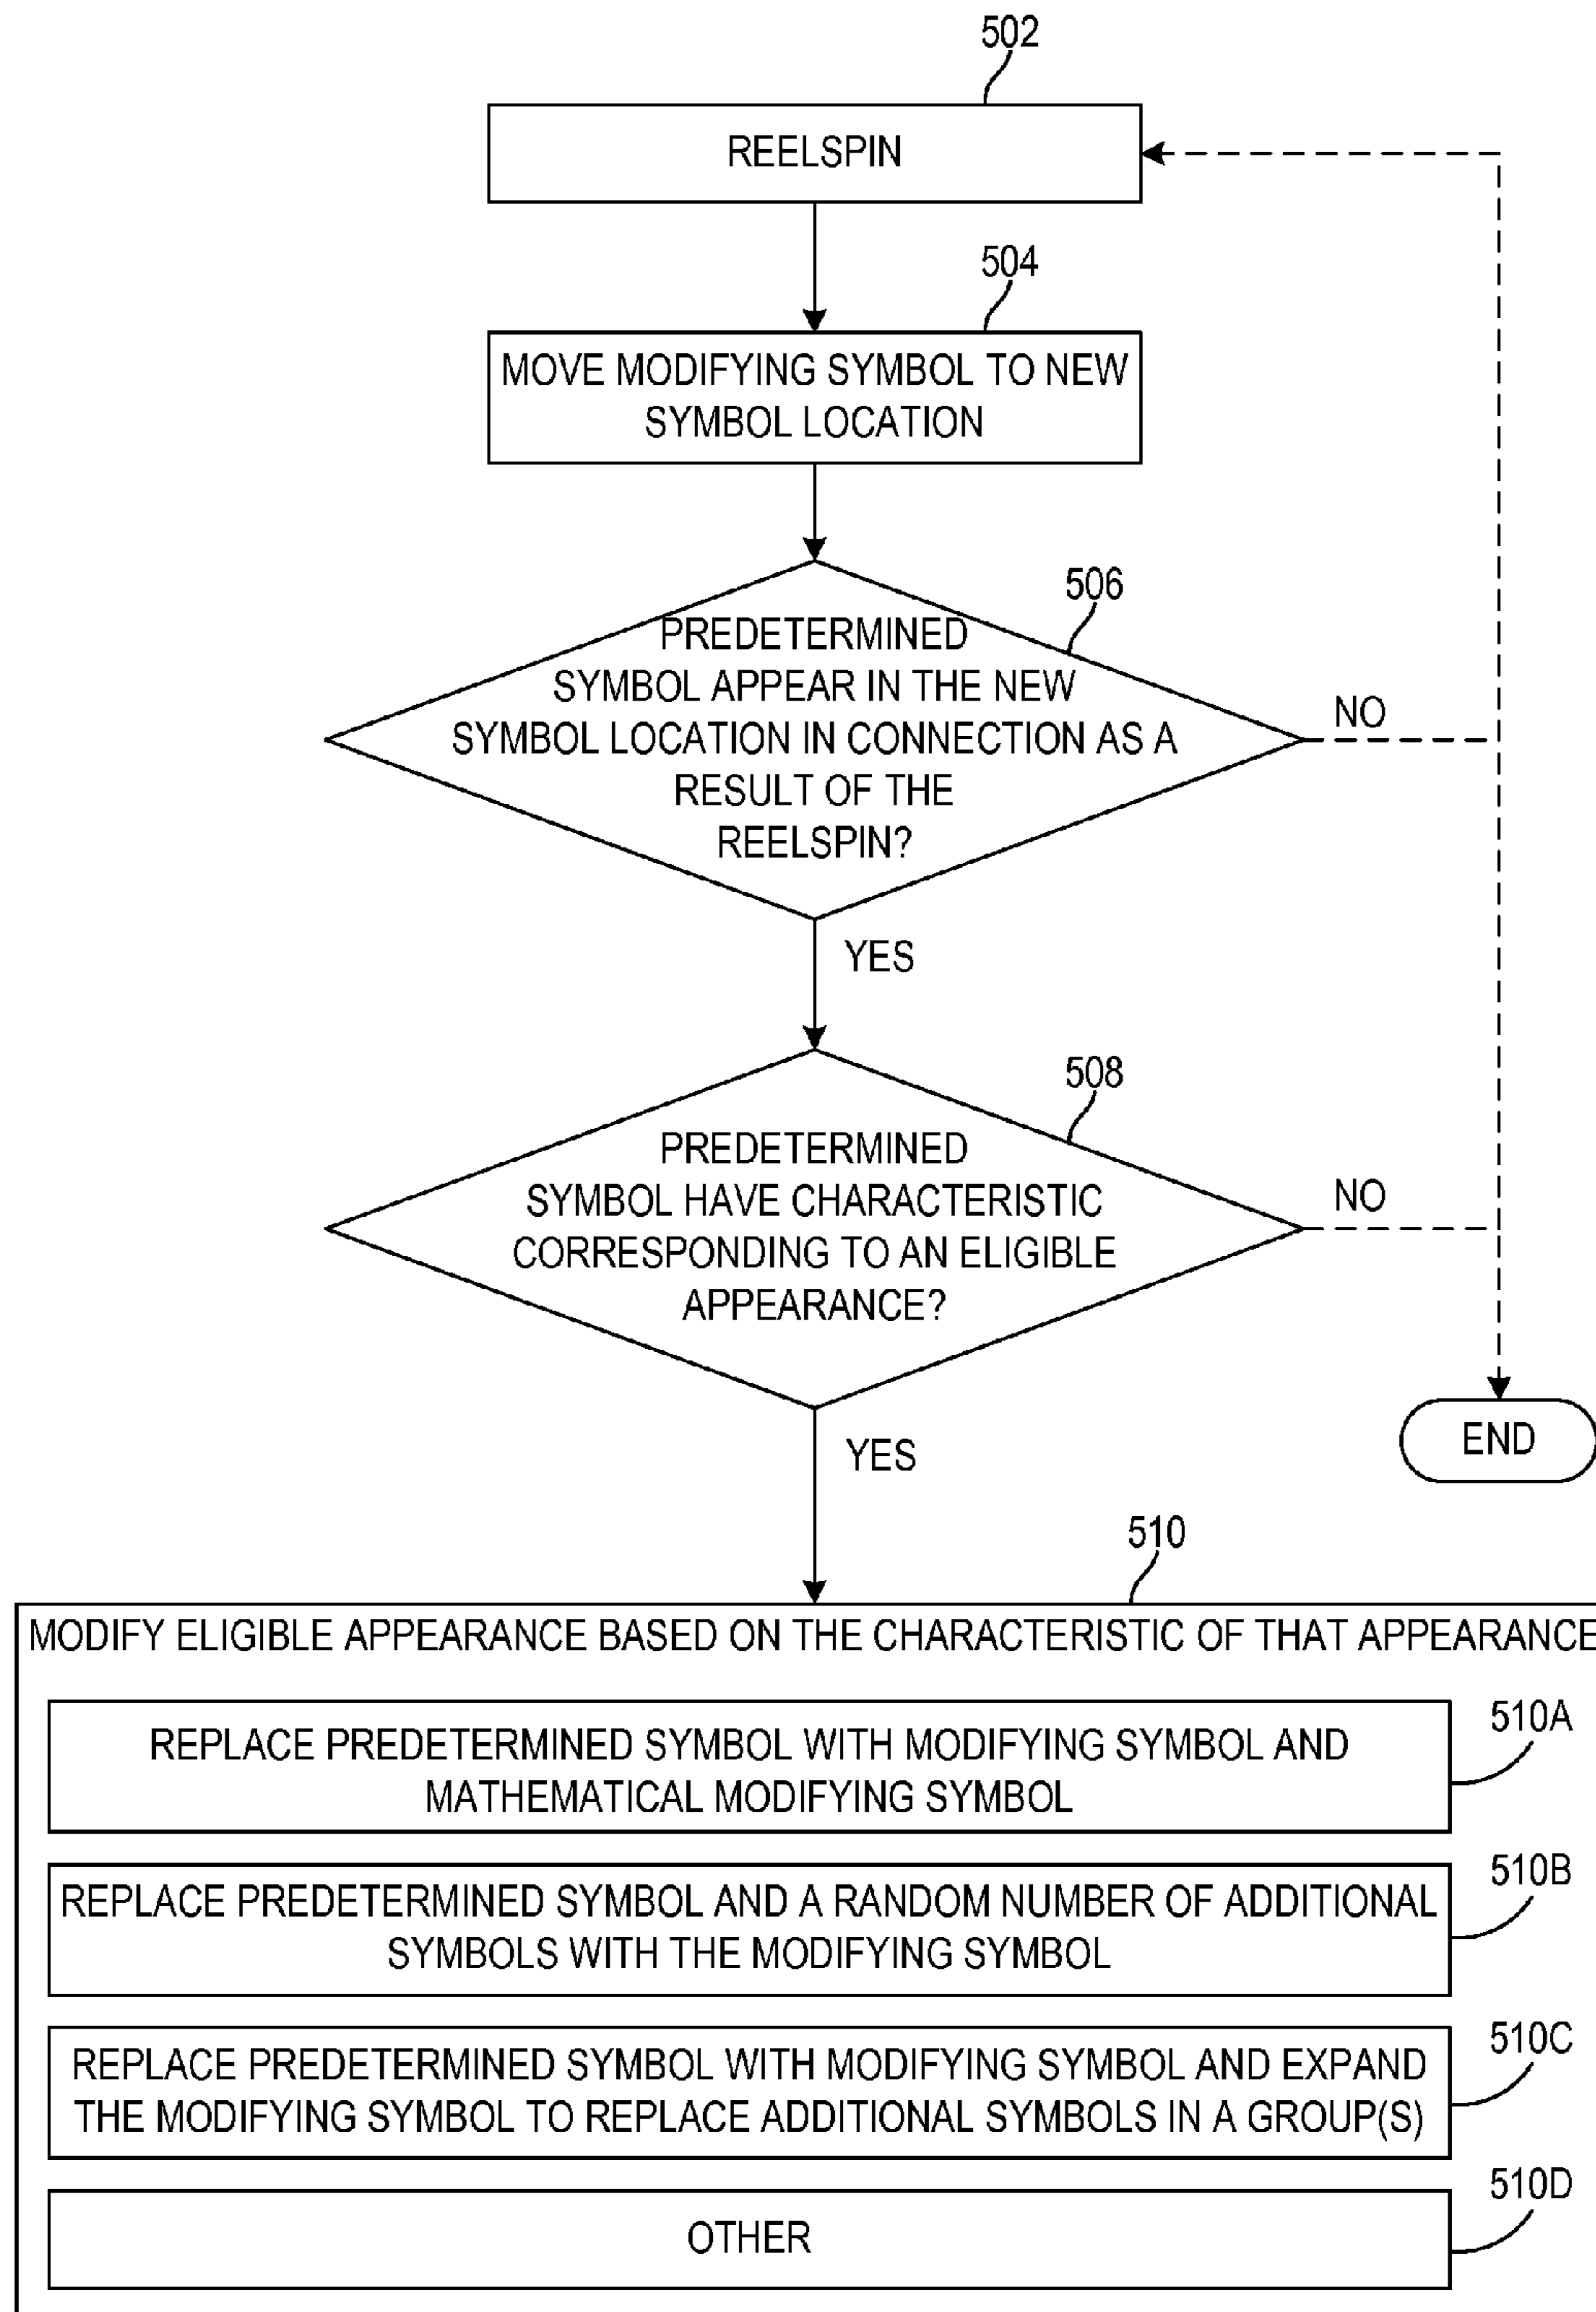 502
REELSPIN
504
MOVE MODIFYING SYMBOL TO NEW
SYMBOL LOCATION
506
PREDETERMINED
SYMBOL APPEAR IN THE NEW
SYMBOL LOCATION IN CONNECTION AS A
RESULT OF THE
REELSPIN?
NO
YES
508
PREDETERMINED
SYMBOL HAVE CHARACTERISTIC
CORRESPONDING TO AN ELIGIBLE
APPEARANCE?
NO
END
YES
510
MODIFY ELIGIBLE APPEARANCE BASED ON THE CHARACTERISTIC OF THAT APPEARANCE
510A
REPLACE PREDETERMINED SYMBOL WITH MODIFYING SYMBOL AND
MATHEMATICAL MODIFYING SYMBOL
510B
REPLACE PREDETERMINED SYMBOL AND A RANDOM NUMBER OF ADDITIONAL
SYMBOLS WITH THE MODIFYING SYMBOL
510C
REPLACE PREDETERMINED SYMBOL WITH MODIFYING SYMBOL AND EXPAND
THE MODIFYING SYMBOL TO REPLACE ADDITIONAL SYMBOLS IN A GROUP(S)
510D
OTHER